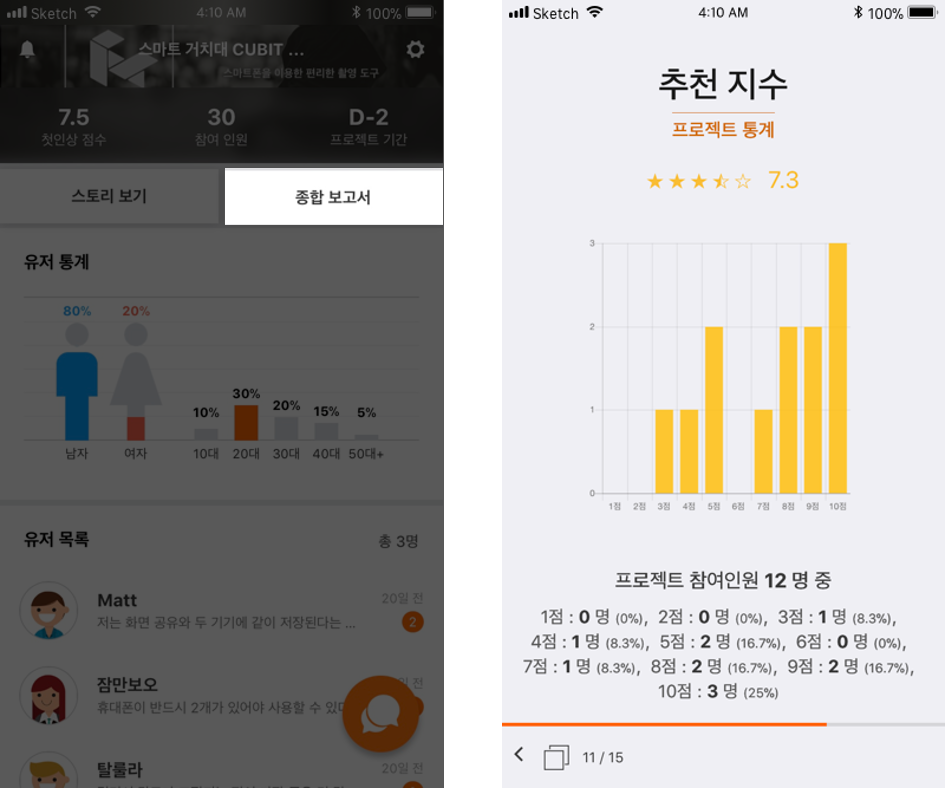 Sketch
4:10 AM
100%
스마트 거치대 CUBIT ...
스마트폰을 이용한 편리한 촬영 도구
7.5
30
D-2
첫인상 점수
참여 인원
프로젝트 기간
스토리 보기
종합 보고서
유저 통계
80%
20%
10%
30%
20%
15%
5%
남자
여자
10대
20대
30대
40대
50대+
유저 목록
총 3명
Matt
20일 전
저는 화면 공유와 두 기기에 같이 저장된다는 ...
2
잠만보오
일 전
휴대폰이 반드시 2개가 있어야 사용할 수 있다
탈룰라
20일 전
Sketch
4:10 AM
100%
추천 지수
프로젝트 통계
7.3
3
2
1
0
1점
2점
3점
4점
5점
6점
7점
8점
9점
10점
프로젝트 참여인원 12 명 중
1점 : 0 명 (0%), 2점 : 0 명 (0%), 3점 : 1 명 (8.3%),
4점 : 1 명 (8.3%), 5점 : 2 명 (16.7%), 6점 : 0 명 (0%),
7점 : 1 명 (8.3%), 8점 : 2 명 (16.7%), 9점 : 2 명 (16.7%),
10점 : 3 명 (25%)
11 / 15